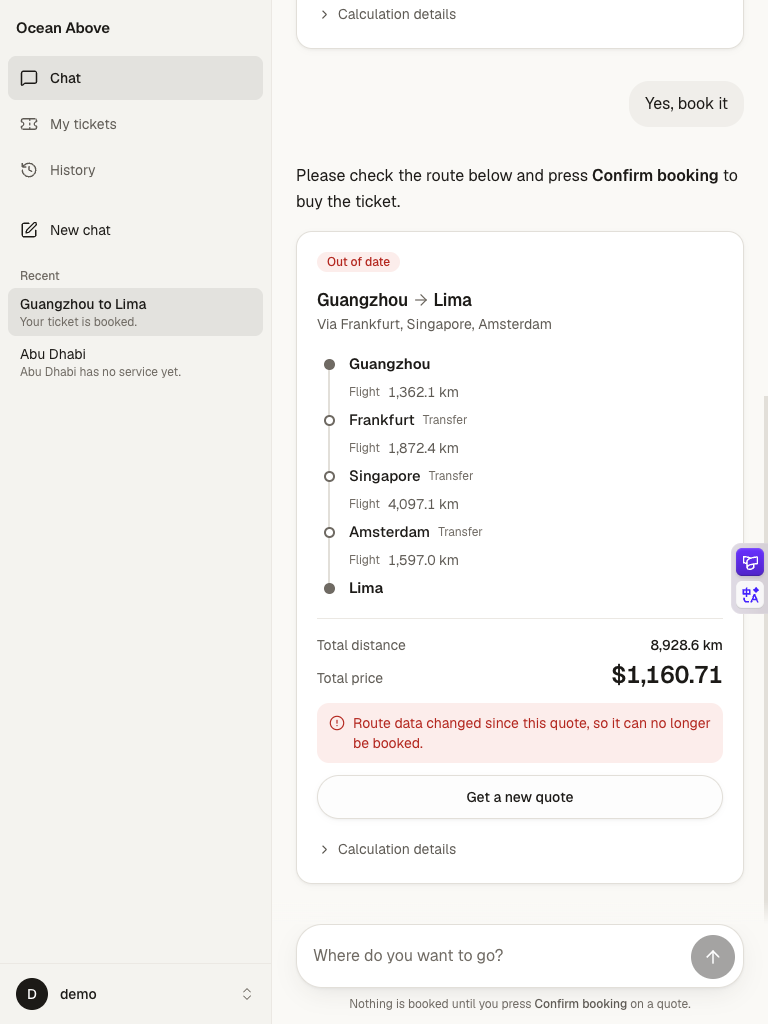 Ocean Above
Chat
My tickets
History
New chat
Recent
Guangzhou to Lima
Your ticket is booked.
Abu Dhabi
Abu Dhabi has no service yet.
D
demo
Calculation details
Yes, book it
Please check the route below and press Confirm booking to
buy the ticket.
Out of date
Guangzhou → Lima
Via Frankfurt, Singapore, Amsterdam
Guangzhou
Flight 1,362.1 km
Frankfurt Transfer
Flight 1,872.4 km
Singapore Transfer
Flight 4,097.1 km
Amsterdam Transfer
Flight 1,597.0 km
Lima
Total distance 8,928.6 km
Total price $1,160.71
Route data changed since this quote, so it can no longer
be booked.
Get a new quote
Calculation details
Where do you want to go?
Nothing is booked until you press Confirm booking on a quote.
中A